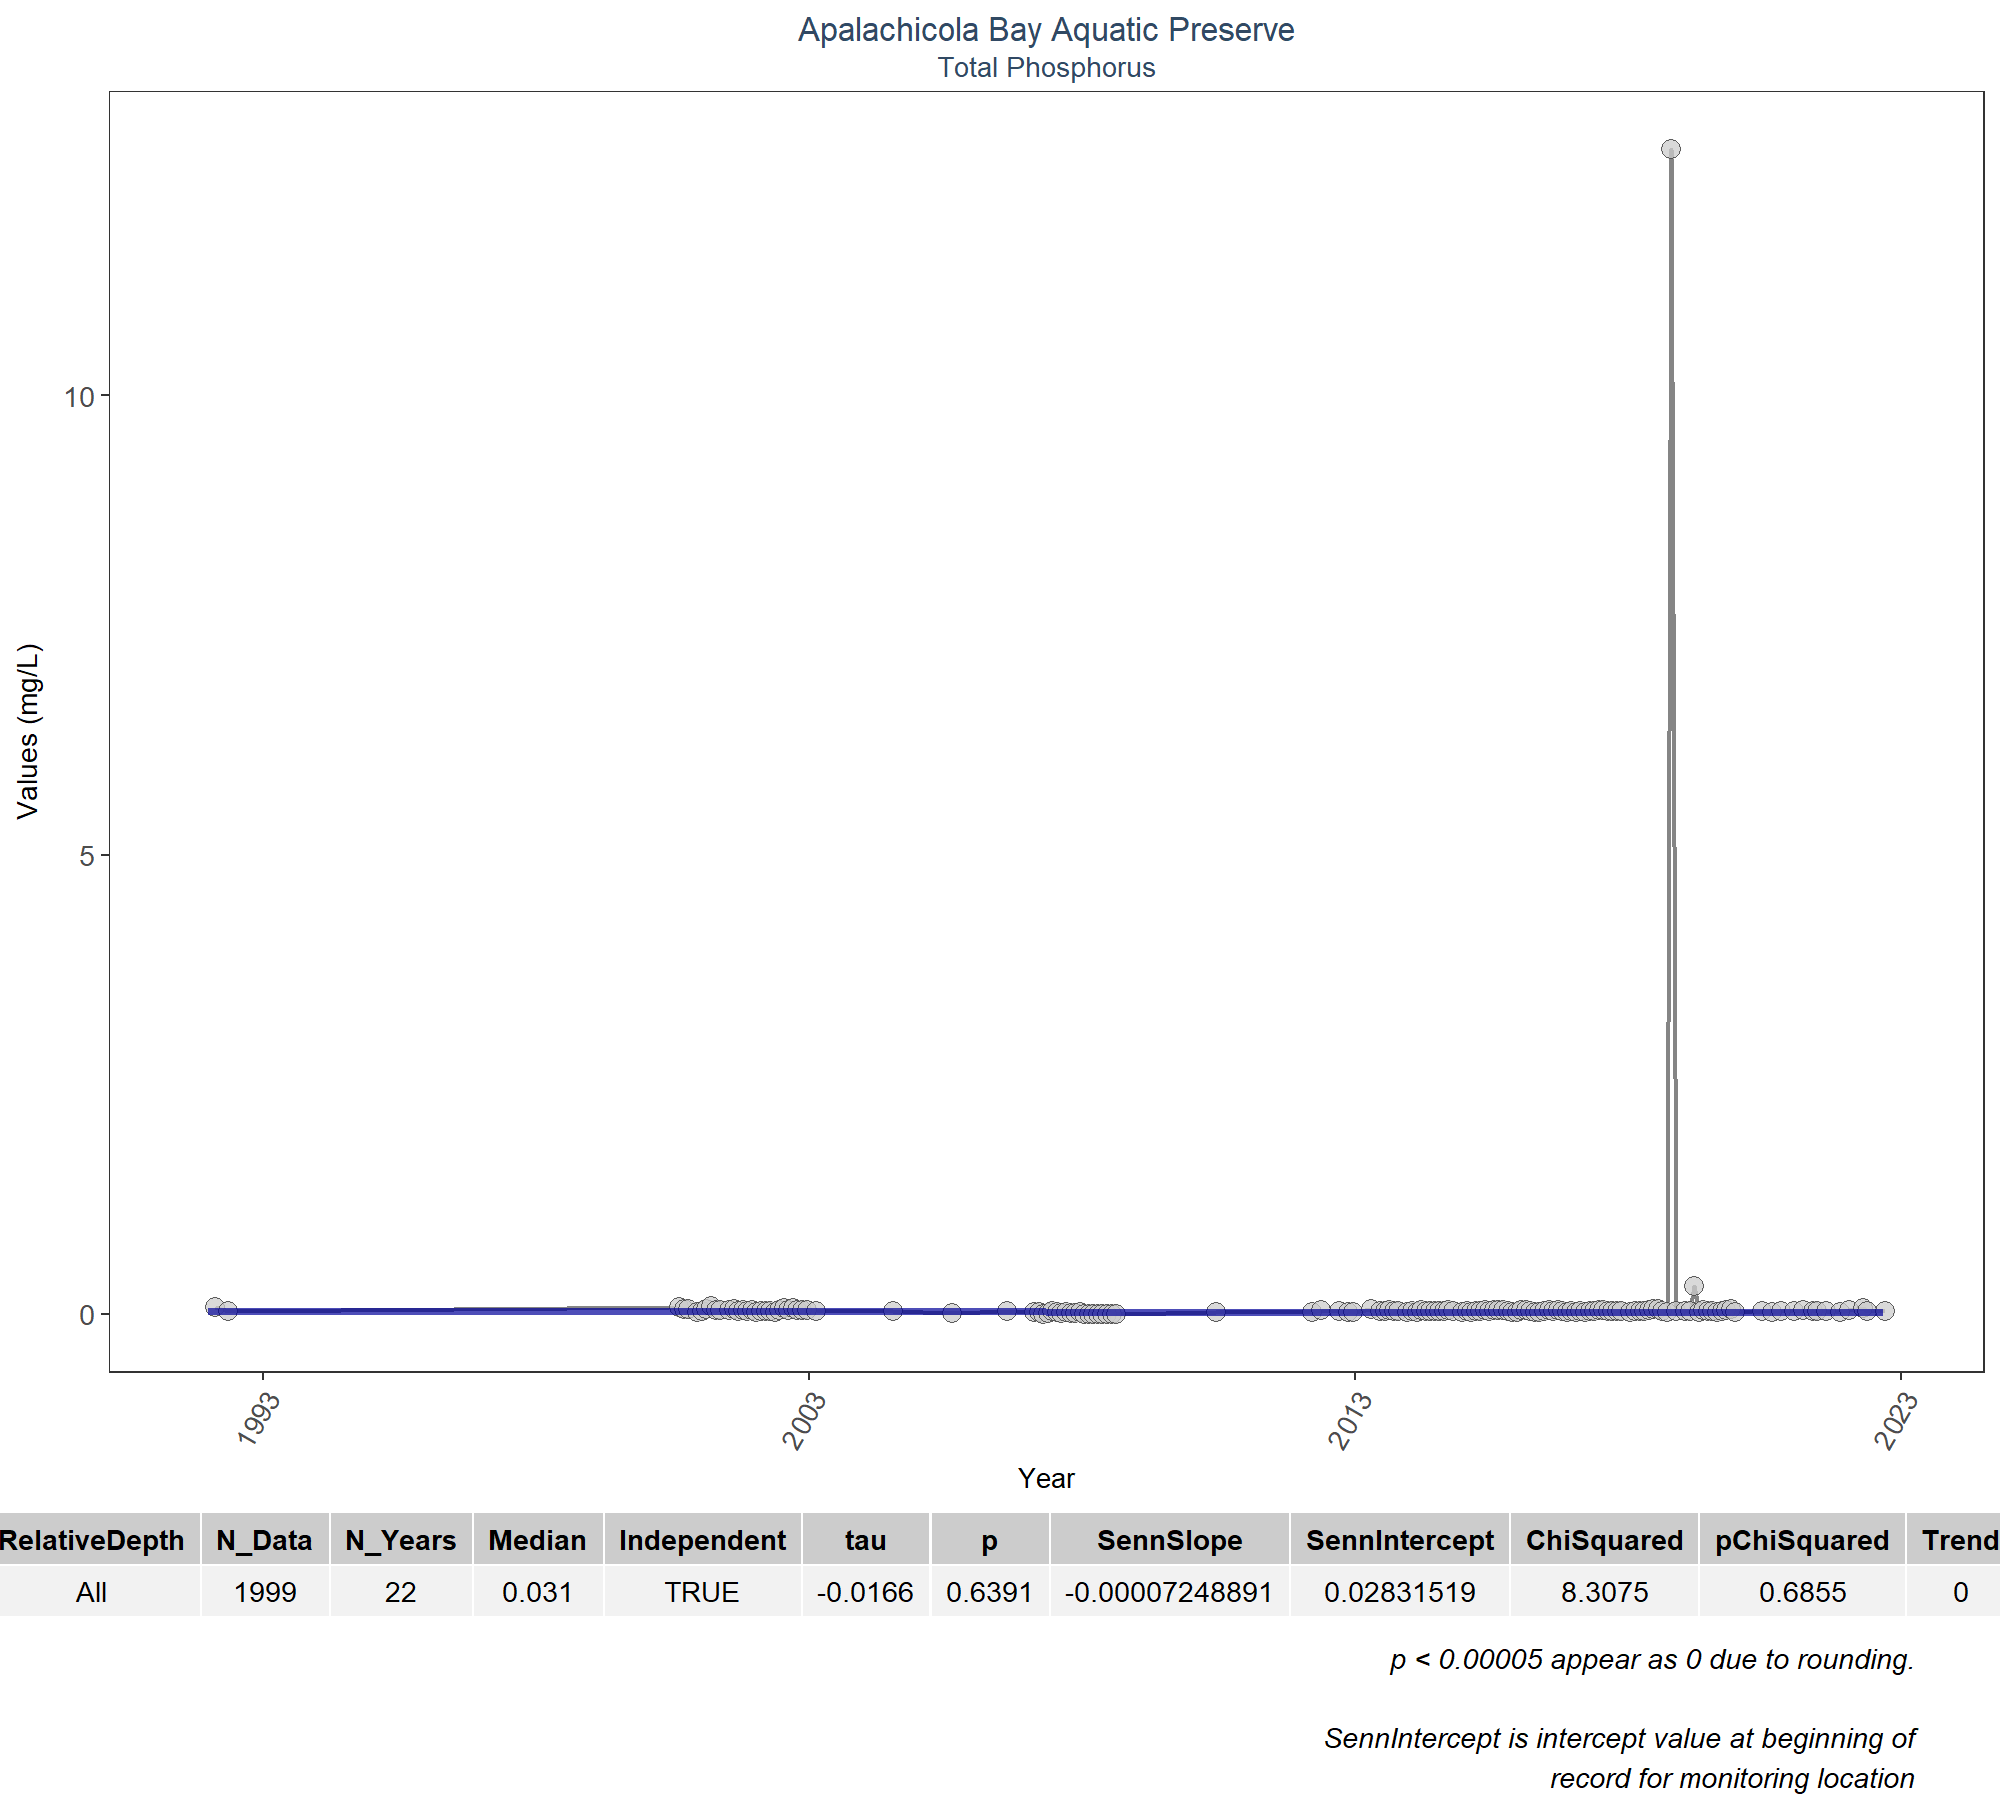 Apalachicola Bay Aquatic Preserve
Total Phosphorus
Values (mg/L)
10
5
0
1993
2003
2013
2023
Year
RelativeDepth N_Data N_Years Median Independent tau p SennSlope SennIntercept ChiSquared pChiSquared Trend
All 1999 22 0.031 TRUE -0.0166 0.6391 -0.00007248891 0.02831519 8.3075 0.6855 0
p < 0.00005 appear as 0 due to rounding.
SennIntercept is intercept value at beginning of
record for monitoring location